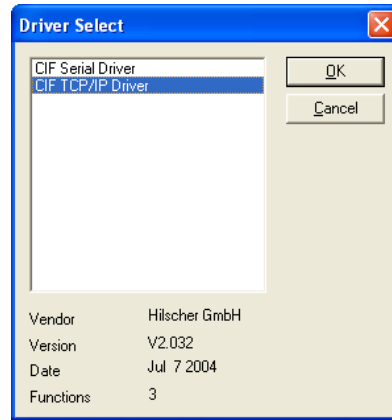 Driver Select
CIF Serial Driver
CIF TCP/IP Driver
OK
Cancel
Vendor Hilscher GmbH
Version V2.032
Date Jul 7 2004
Functions 3